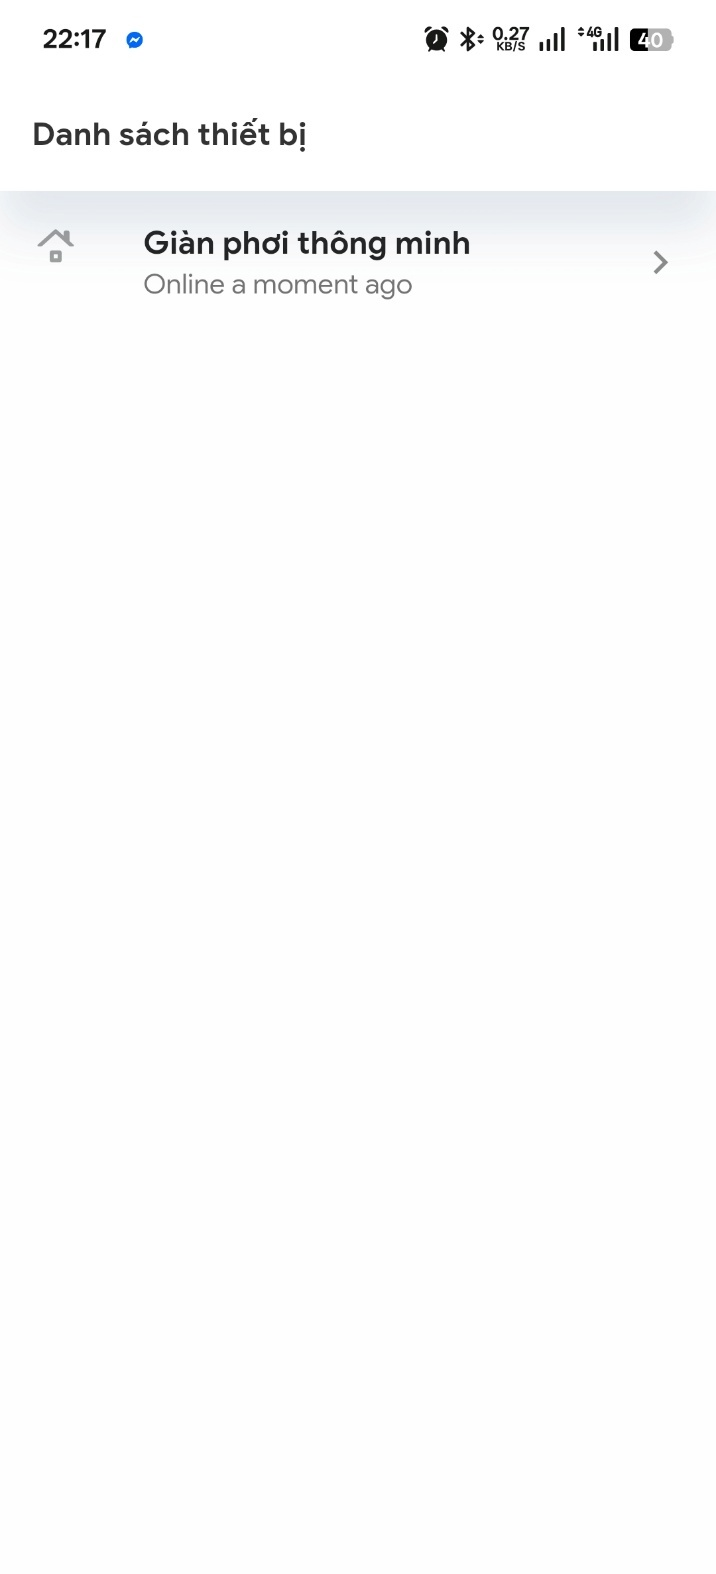 22:17 0.27 KB/S 4G 40
Danh sách thiết bị
Giàn phơi thông minh
Online a moment ago